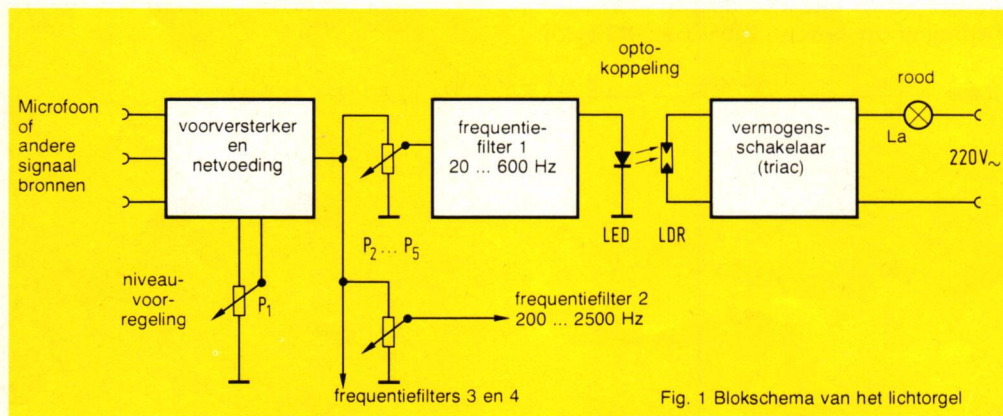 Microfoon
of
andere
signaal
bronnen
voorversterker
en
netvoeding
niveau-
voor-
regeling
P₁
P₂ ... P₅
frequentie-
filter 1
20 ... 600 Hz
opto-
koppeling
LED
LDR
vermogens-
schakelaar
(triac)
rood
La
220V~
frequentiefilter 2
200 ... 2500 Hz
frequentiefilters 3 en 4
Fig. 1 Blokschema van het lichtorgel